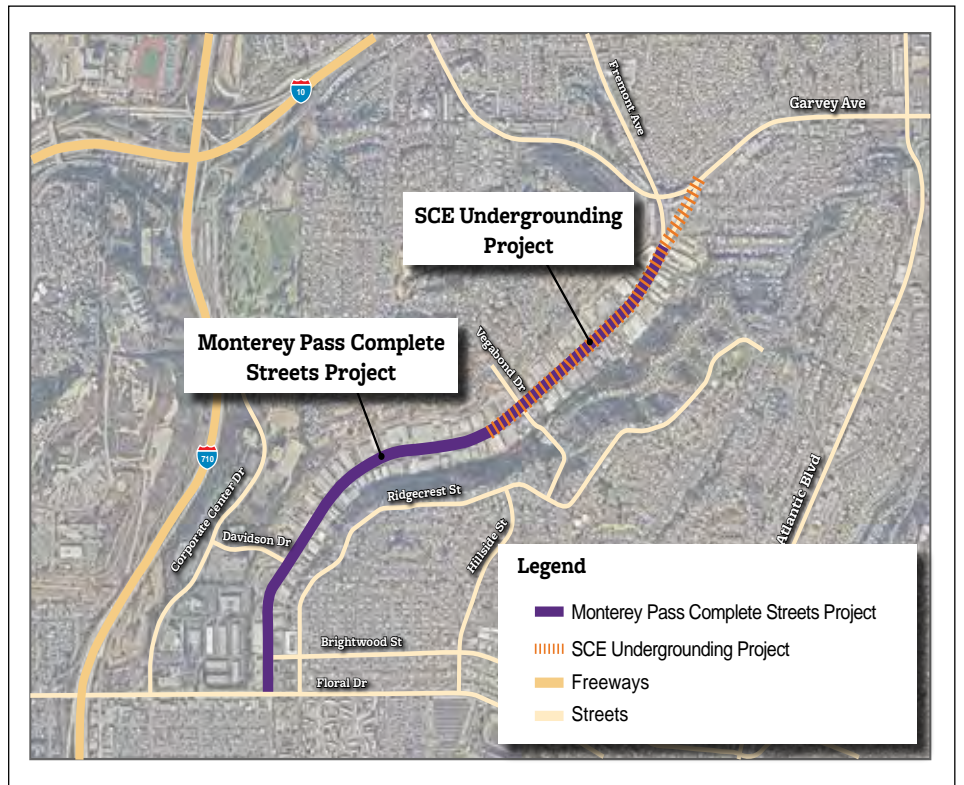 10
Fremont Ave
Garvey Ave
SCE Undergrounding
Project
Monterey Pass Complete
Streets Project
Vegabond Dr
710
Corporate Center Dr
Ridgecrest St
Davidson Dr
Hillside St
Atlantic Blvd
Brightwood St
Floral Dr
Legend
Monterey Pass Complete Streets Project
SCE Undergrounding Project
Freeways
Streets